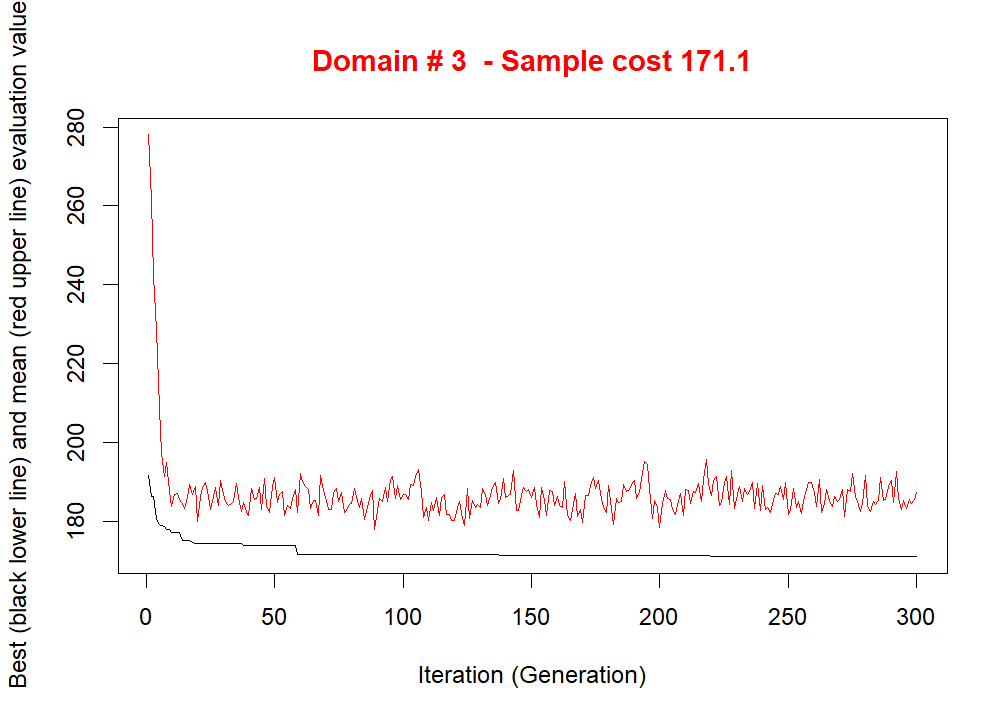 Domain # 3  - Sample cost 171.1
Best (black lower line) and mean (red upper line) evaluation value
280
260
240
220
200
180
0 50 100 150 200 250 300
Iteration (Generation)